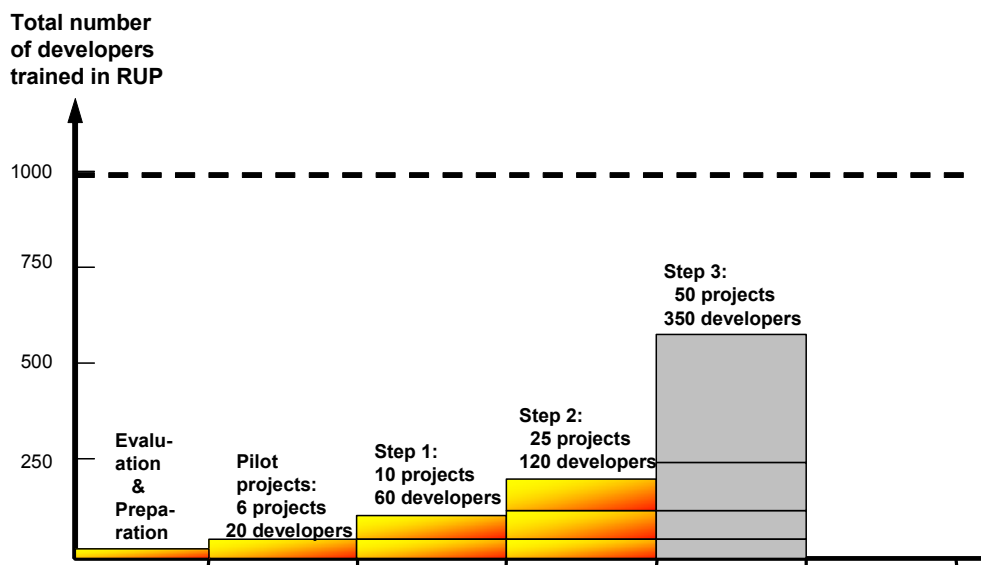 Total number
of developers
trained in RUP
1000
750
500
250
Evalu-
ation
&
Prepa-
ration
Pilot
projects:
6 projects
20 developers
Step 1:
10 projects
60 developers
Step 2:
25 projects
120 developers
Step 3:
50 projects
350 developers